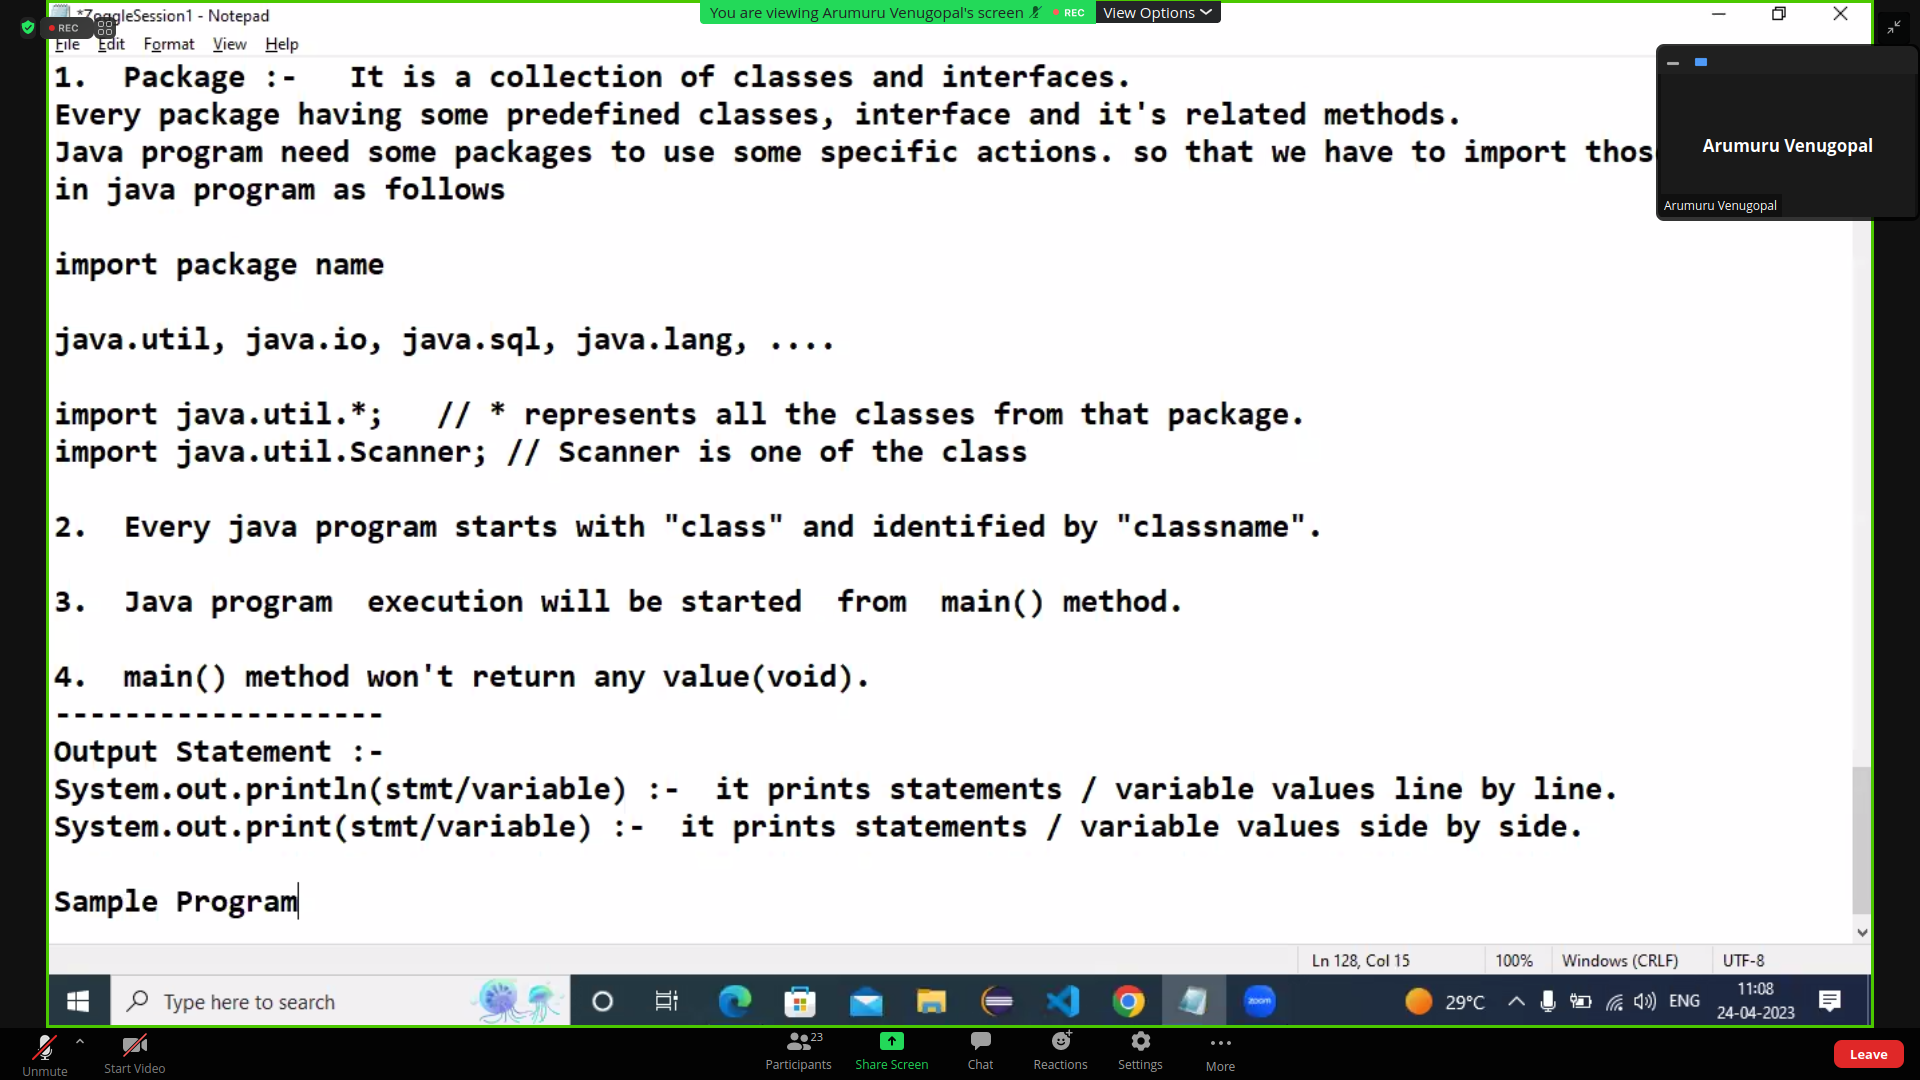 *ZoggleSession1 - Notepad
REC
You are viewing Arumuru Venugopal's screen
REC
View Options
File Edit Format View Help
1.  Package :-   It is a collection of classes and interfaces.
Every package having some predefined classes, interface and it's related methods.
Java program need some packages to use some specific actions. so that we have to import thos
in java program as follows
import package name
java.util, java.io, java.sql, java.lang, ....
import java.util.*;   // * represents all the classes from that package.
import java.util.Scanner; // Scanner is one of the class
2.  Every java program starts with "class" and identified by "classname".
3.  Java program  execution will be started  from  main() method.
4.  main() method won't return any value(void).
-------------------
Output Statement :-
System.out.println(stmt/variable) :-  it prints statements / variable values line by line.
System.out.print(stmt/variable) :-  it prints statements / variable values side by side.
Sample Program
Arumuru Venugopal
Arumuru Venugopal
Ln 128, Col 15
100%
Windows (CRLF)
UTF-8
Type here to search
zoom
29°C
ENG
11:08
24-04-2023
Unmute
Start Video
23
Participants
Share Screen
Chat
Reactions
Settings
More
Leave